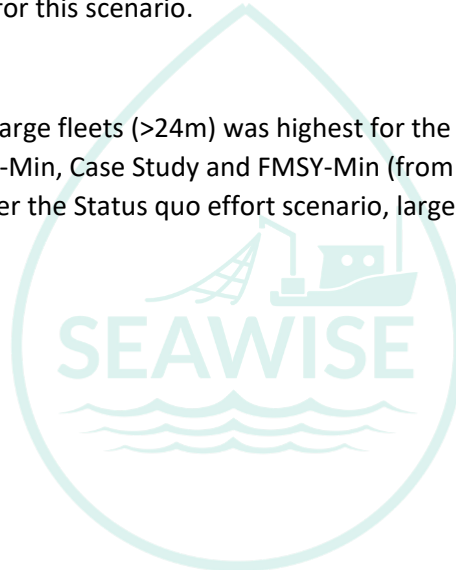 for this scenario.
arge fleets (>24m) was highest for the
-Min, Case Study and FMSY-Min (from
er the Status quo effort scenario, large
SEAWISE